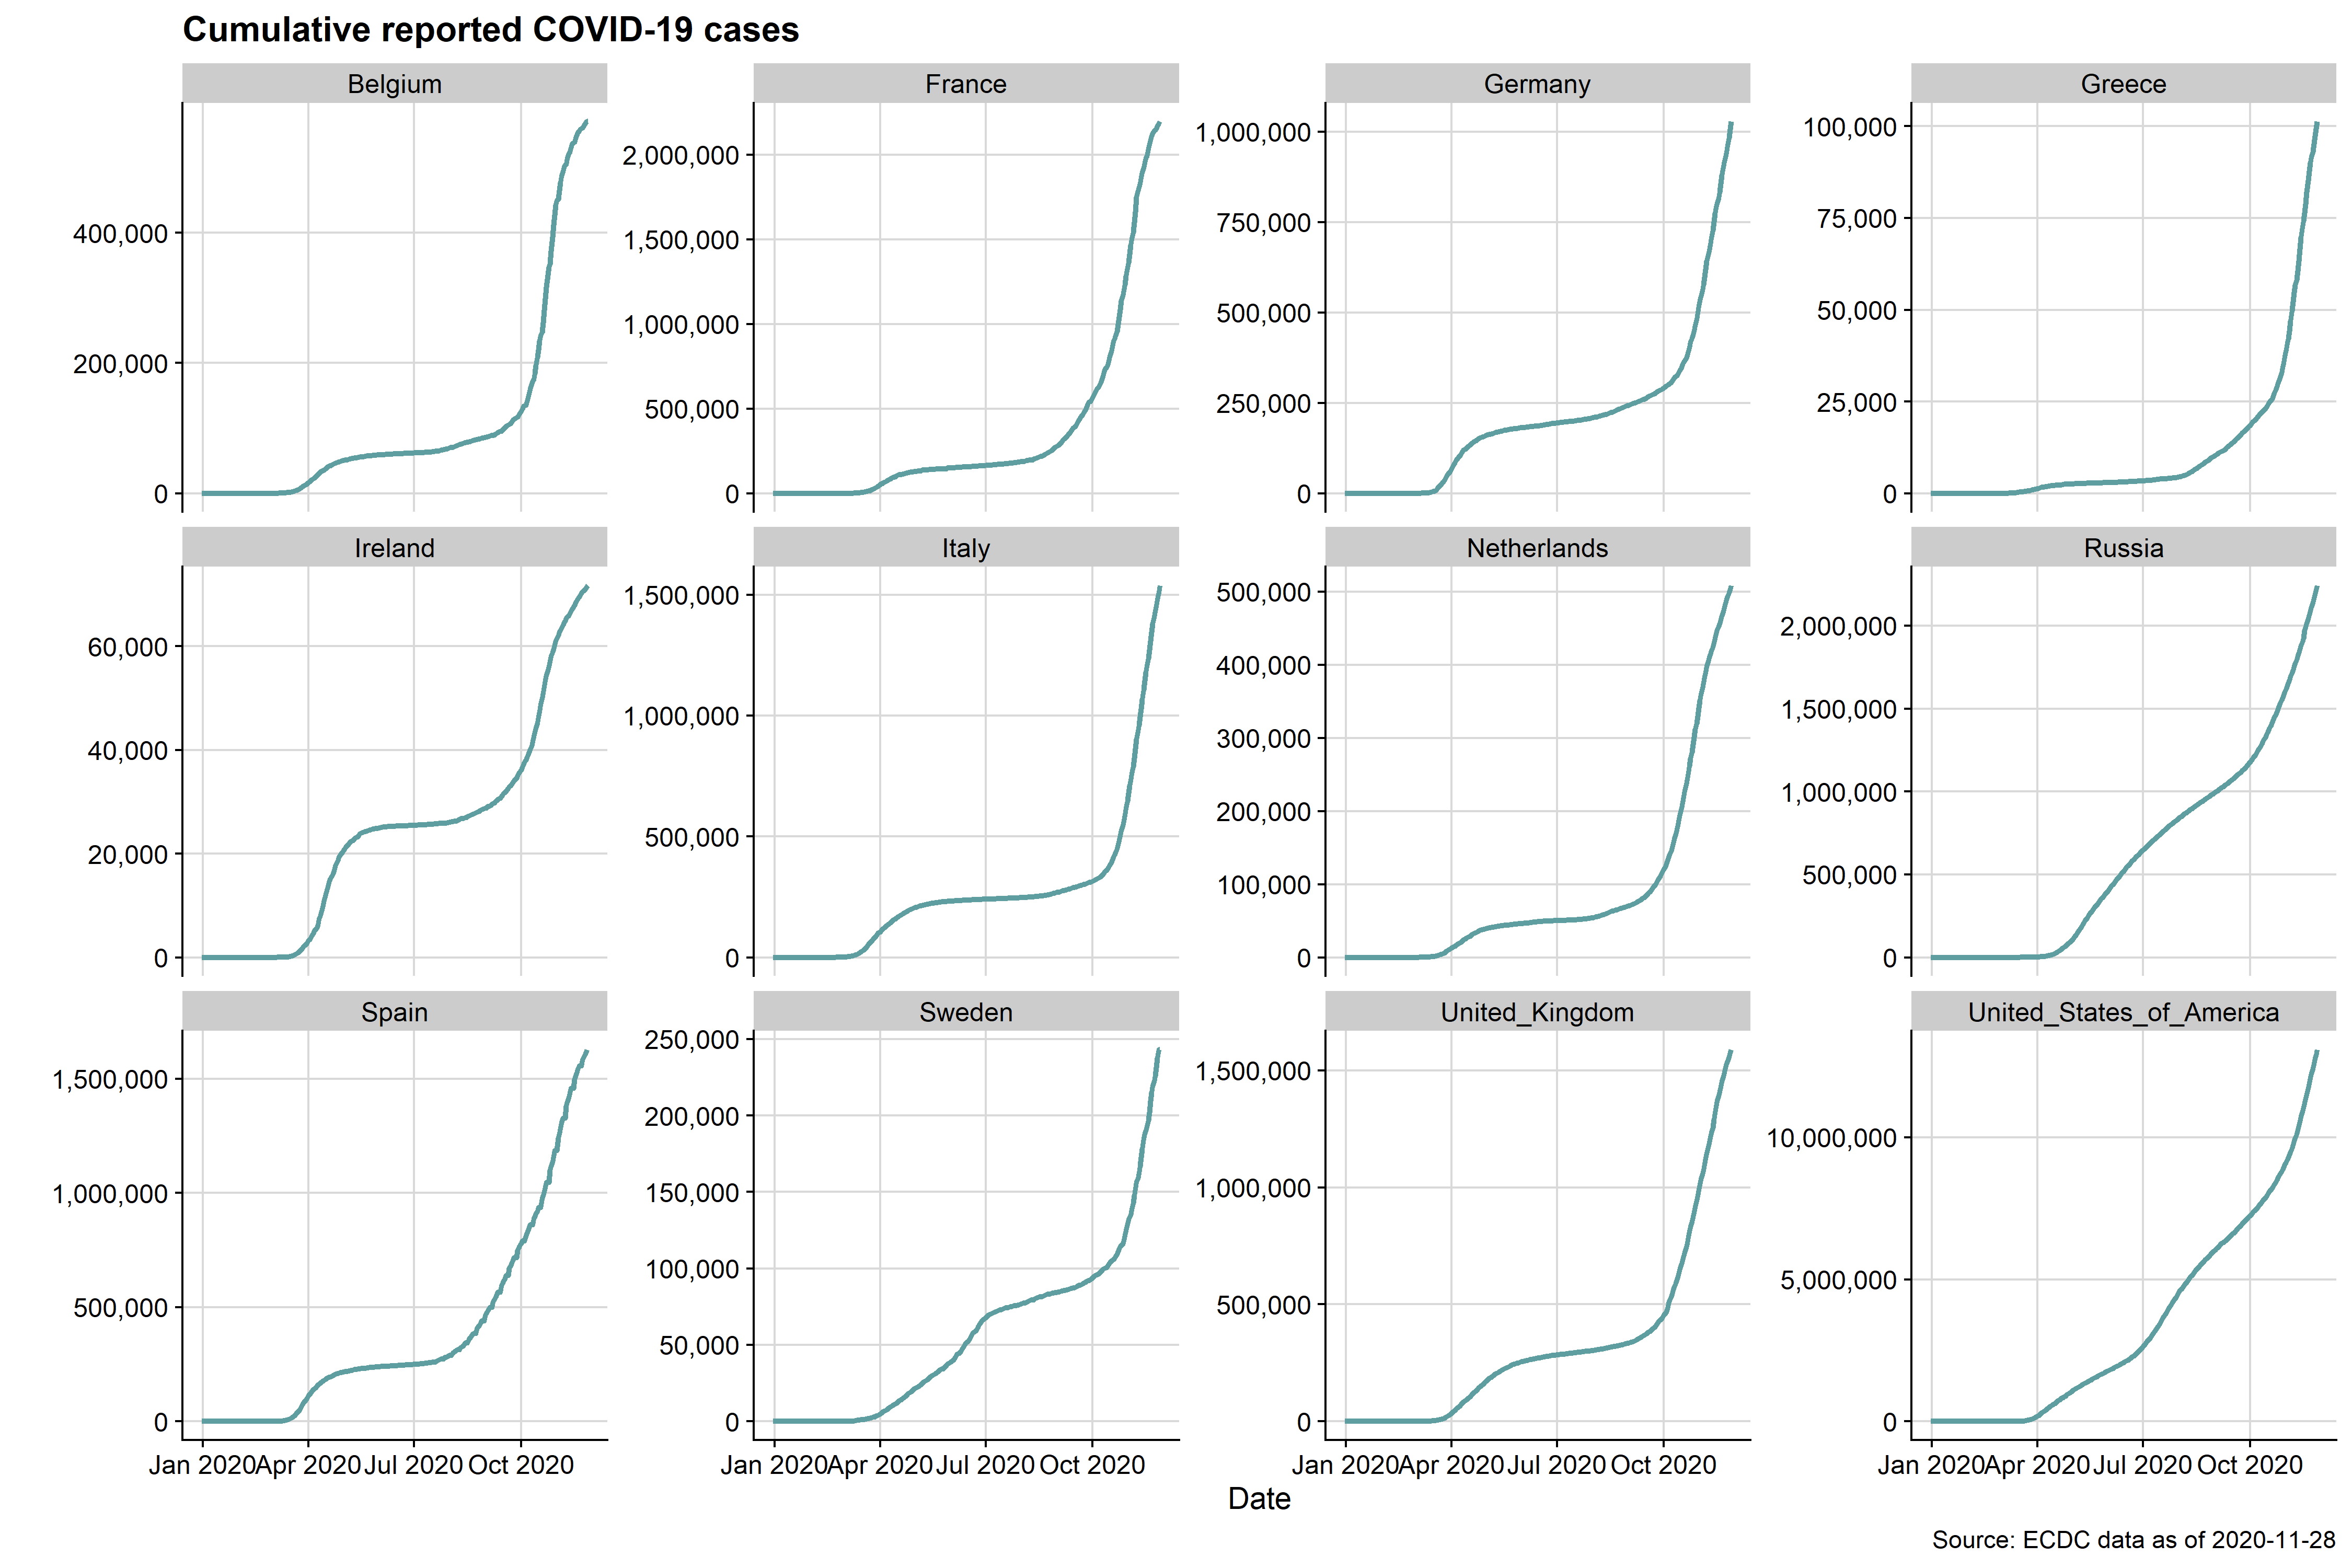 Cumulative reported COVID-19 cases
Belgium
France
Germany
Greece
400,000
200,000
0
2,000,000
1,500,000
1,000,000
500,000
0
1,000,000
750,000
500,000
250,000
0
100,000
75,000
50,000
25,000
0
Ireland
Italy
Netherlands
Russia
60,000
40,000
20,000
0
1,500,000
1,000,000
500,000
0
500,000
400,000
300,000
200,000
100,000
0
2,000,000
1,500,000
1,000,000
500,000
0
Spain
Sweden
United_Kingdom
United_States_of_America
1,500,000
1,000,000
500,000
0
250,000
200,000
150,000
100,000
50,000
0
1,500,000
1,000,000
500,000
0
10,000,000
5,000,000
0
Jan 2020 Apr 2020 Jul 2020 Oct 2020
Jan 2020 Apr 2020 Jul 2020 Oct 2020
Jan 2020 Apr 2020 Jul 2020 Oct 2020
Jan 2020 Apr 2020 Jul 2020 Oct 2020
Date
Source: ECDC data as of 2020-11-28